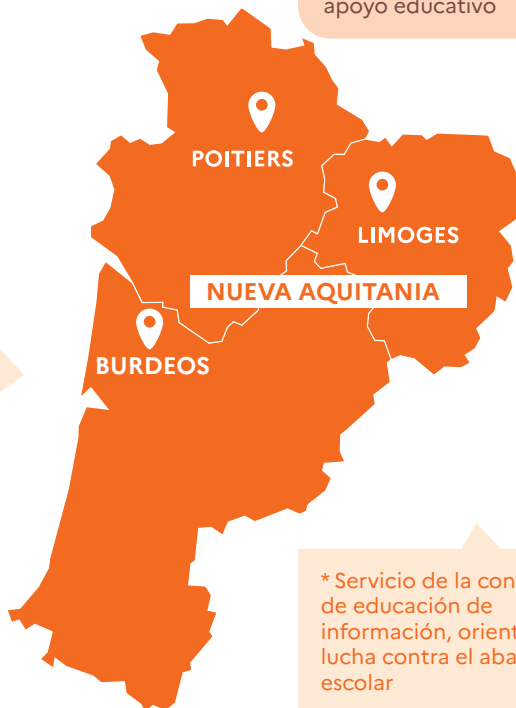 apoyo educativo
POITIERS
LIMOGES
NUEVA AQUITANIA
BURDEOS
* Servicio de la
de educación de
información,
lucha contra el
escolar